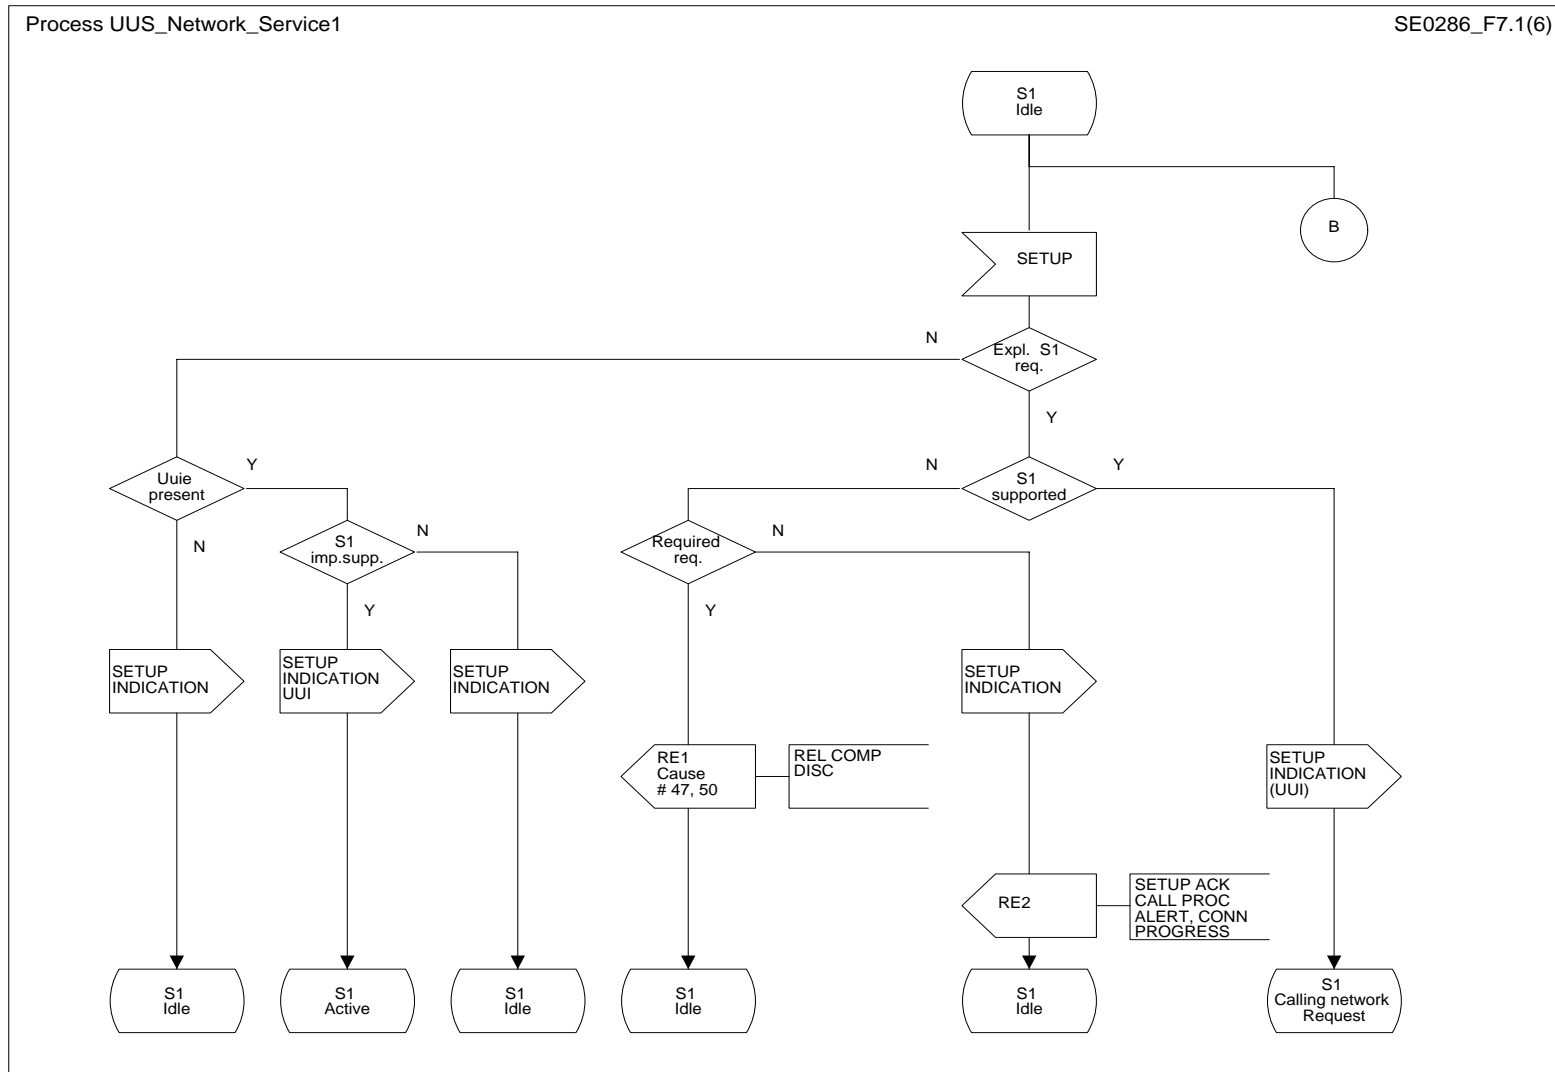 Process UUS_Network_Service1
SE0286_F7.1(6)
S1
Idle
B
SETUP
N
Expl. S1
req.
Y
Uuie
present
Y
N
S1
supported
Y
N
S1
imp.supp.
N
Required
req.
N
Y
Y
SETUP
INDICATION
SETUP
INDICATION
UUI
SETUP
INDICATION
SETUP
INDICATION
RE1
Cause
# 47, 50
REL COMP
DISC
SETUP
INDICATION
(UUI)
RE2
SETUP ACK
CALL PROC
ALERT, CONN
PROGRESS
S1
Idle
S1
Active
S1
Idle
S1
Idle
S1
Idle
S1
Calling network
Request